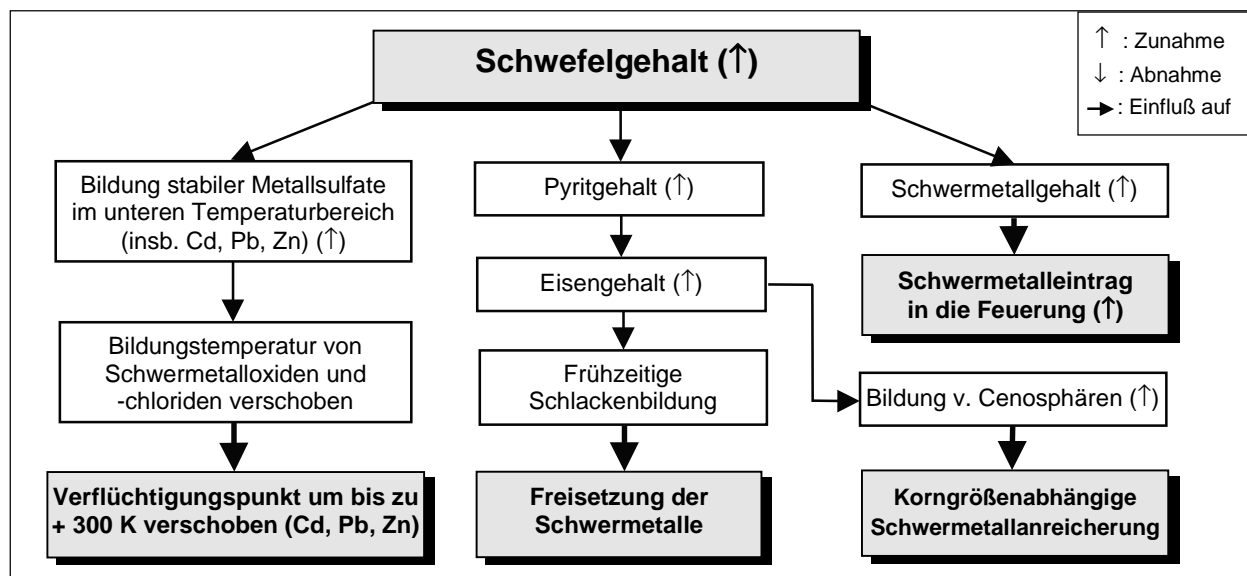 Schwefelgehalt (↑)
↑ : Zunahme
↓ : Abnahme
→ : Einfluß auf
Bildung stabiler Metallsulfate
im unteren Temperaturbereich
(insb. Cd, Pb, Zn) (↑)
Bildungstemperatur von
Schwermetalloxiden und
-chloriden verschoben
Verflüchtigungspunkt um bis zu
+ 300 K verschoben (Cd, Pb, Zn)
Pyritgehalt (↑)
Eisengehalt (↑)
Frühzeitige
Schlackenbildung
Freisetzung der
Schwermetalle
Schwermetallgehalt (↑)
Schwermetalleintrag
in die Feuerung (↑)
Bildung v. Cenosphären (↑)
Korngrößenabhängige
Schwermetallanreicherung